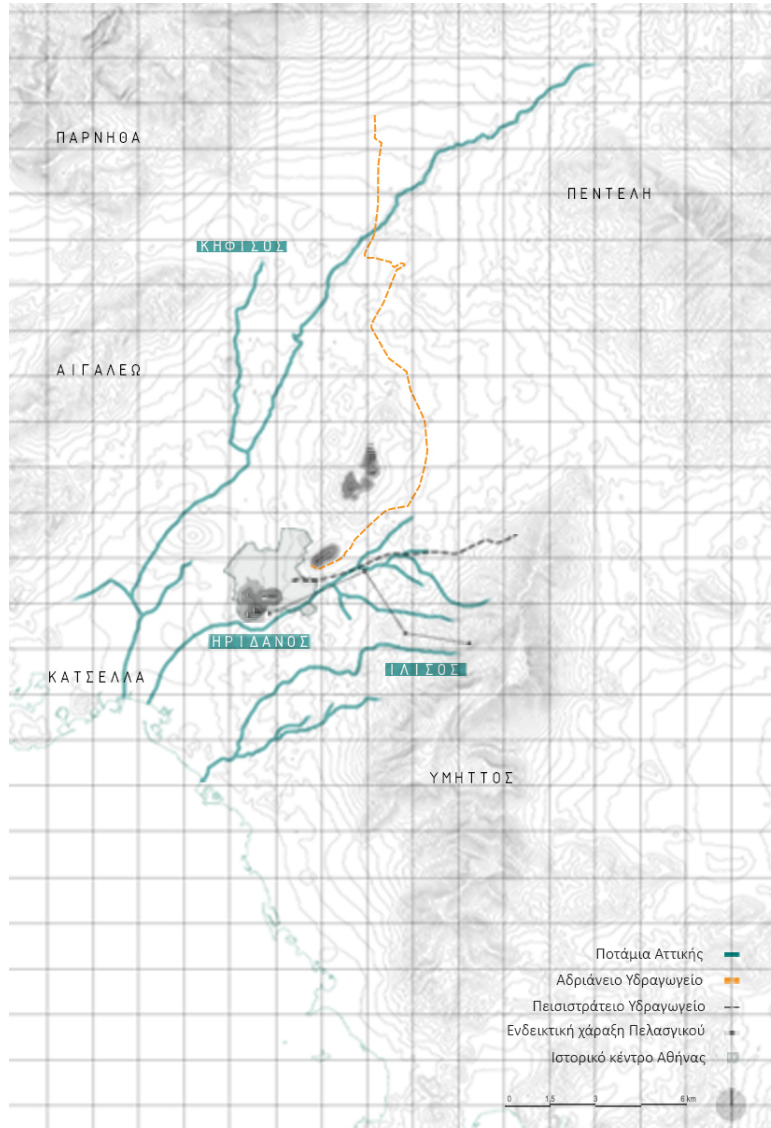 ΠΑΡΝΗΘΑ
ΠΕΝΤΕΛΗ
ΚΗΦΙΣΟΣ
ΑΙΓΑΛΕΩ
ΗΡΙΔΑΝΟΣ
ΙΛΙΣΟΣ
ΚΑΤΣΕΛΛΑ
ΥΜΗΤΤΟΣ
Ποτάμια Αττικής
Αδριάνειο Υδραγωγείο
Πεισιστράτειο Υδραγωγείο
Ενδεικτική χάραξη Πελασγικού
Ιστορικό κέντρο Αθήνας
0 1,5 3 6 km